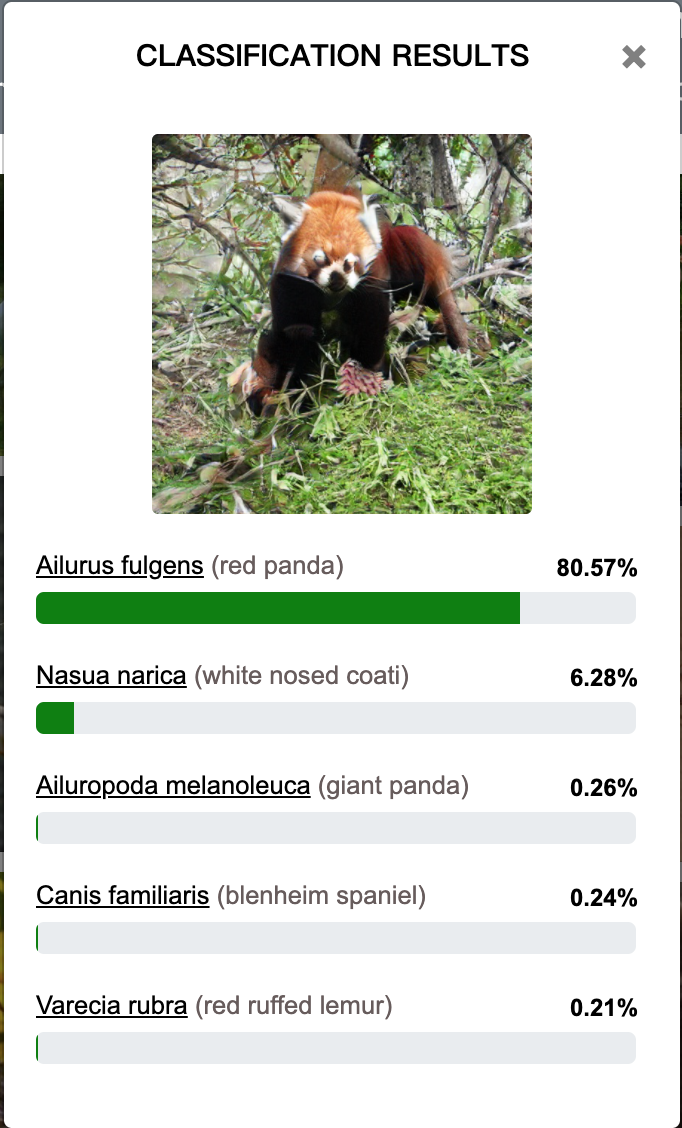 CLASSIFICATION RESULTS
Ailurus fulgens (red panda) 80.57%
Nasua narica (white nosed coati) 6.28%
Ailuropoda melanoleuca (giant panda) 0.26%
Canis familiaris (blenheim spaniel) 0.24%
Varecia rubra (red ruffed lemur) 0.21%